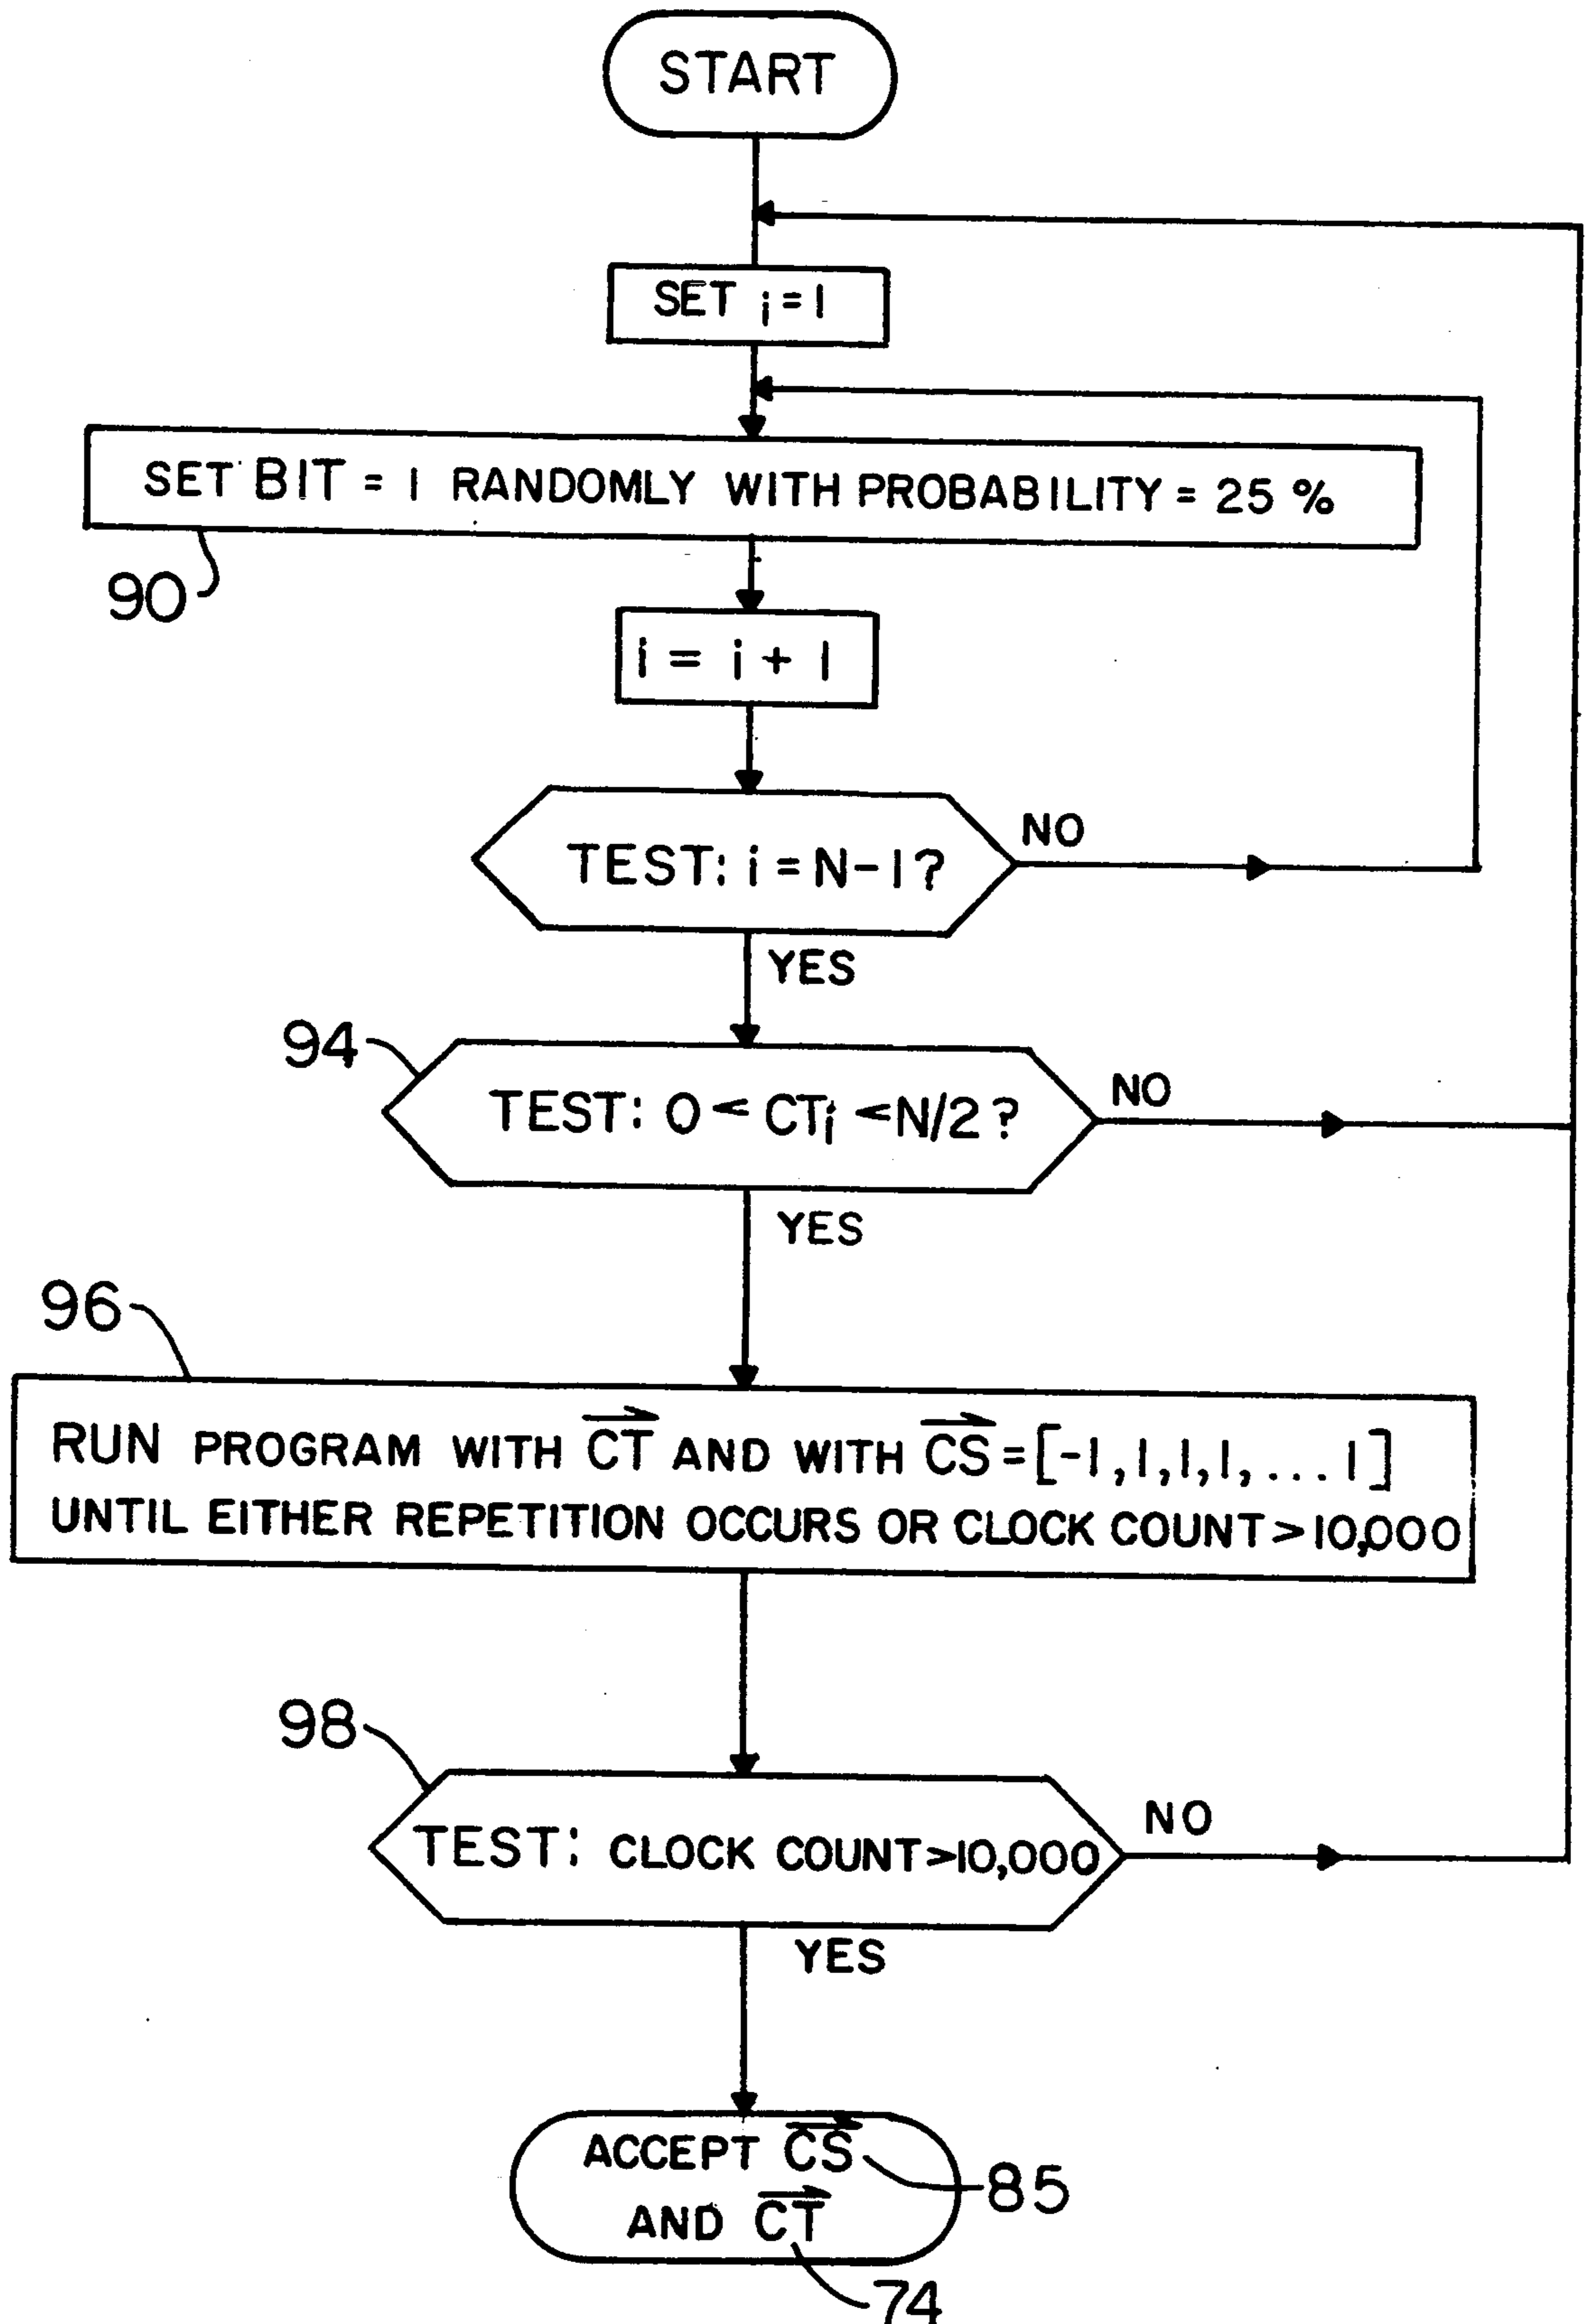 START
SET i = 1
SET BIT = 1 RANDOMLY WITH PROBABILITY = 25 %
90
i = i + 1
TEST: i = N-1 ?
NO
YES
94
TEST: 0 < CTi < N/2 ?
NO
YES
96
RUN PROGRAM WITH CT AND WITH CS = [-1, 1, 1, 1, ... 1]
UNTIL EITHER REPETITION OCCURS OR CLOCK COUNT > 10,000
98
TEST: CLOCK COUNT > 10,000
NO
YES
ACCEPT CS
85
AND CT
74